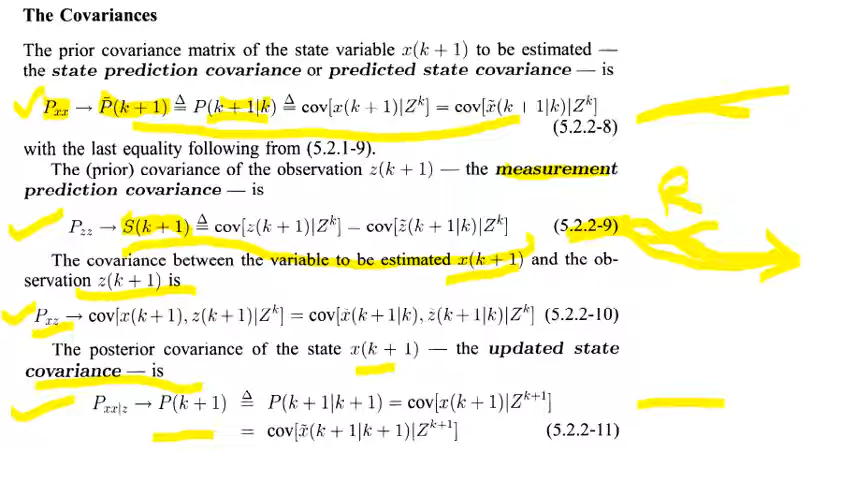 The Covariances
The prior covariance matrix of the state variable x(k + 1) to be estimated —
the state prediction covariance or predicted state covariance — is
P_xx → P̄(k + 1) ≜ P(k + 1|k) ≜ cov[x(k + 1)|Z^k] = cov[x̃(k + 1|k)|Z^k]
(5.2.2-8)
with the last equality following from (5.2.1-9).
The (prior) covariance of the observation z(k + 1) — the measurement
prediction covariance — is
P_zz → S(k + 1) ≜ cov[z(k + 1)|Z^k] = cov[z̃(k + 1|k)|Z^k] (5.2.2-9)
R
The covariance between the variable to be estimated x(k + 1) and the ob-
servation z(k + 1) is
P_xz → cov[x(k + 1), z(k + 1)|Z^k] = cov[x̃(k + 1|k), z̃(k + 1|k)|Z^k] (5.2.2-10)
The posterior covariance of the state x(k + 1) — the updated state
covariance — is
P_xx|z → P(k + 1) ≜ P(k + 1|k + 1) = cov[x(k + 1)|Z^{k+1}]
= cov[x̃(k + 1|k + 1)|Z^{k+1}] (5.2.2-11)